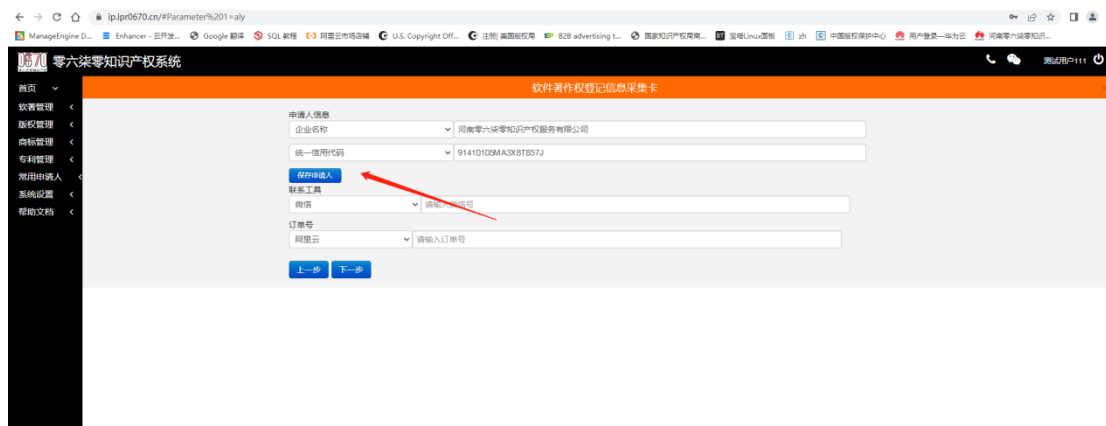 ip.ipr0670.cn/#Parameter%201=aly
ManageEngine D... Enhancer - 云开发... Google 翻译 SQL 教程 阿里云市场店铺 U.S. Copyright Off... 注册| 美国版权局 B2B advertising t... 国家知识产权局商... 宝塔Linux面板 zh 中国版权保护中心 用户登录—华为云 河南零六柒零知识...
0670 零六柒零知识产权系统 测试用户111
首页
软件著作权登记信息采集卡
软著管理
版权管理
商标管理
专利管理
常用申请人
系统设置
帮助文档
申请人信息
企业名称 河南零六柒零知识产权服务有限公司
统一信用代码 91410105MA3X8T857J
保存申请人
联系工具
微信 请输入微信号
订单号
阿里云 请输入订单号
上一步 下一步